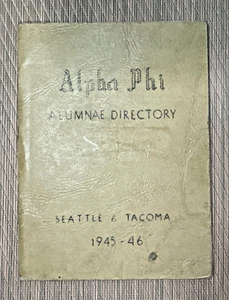 Alpha Phi
ALUMNAE DIRECTORY
SEATTLE & TACOMA
1945-46